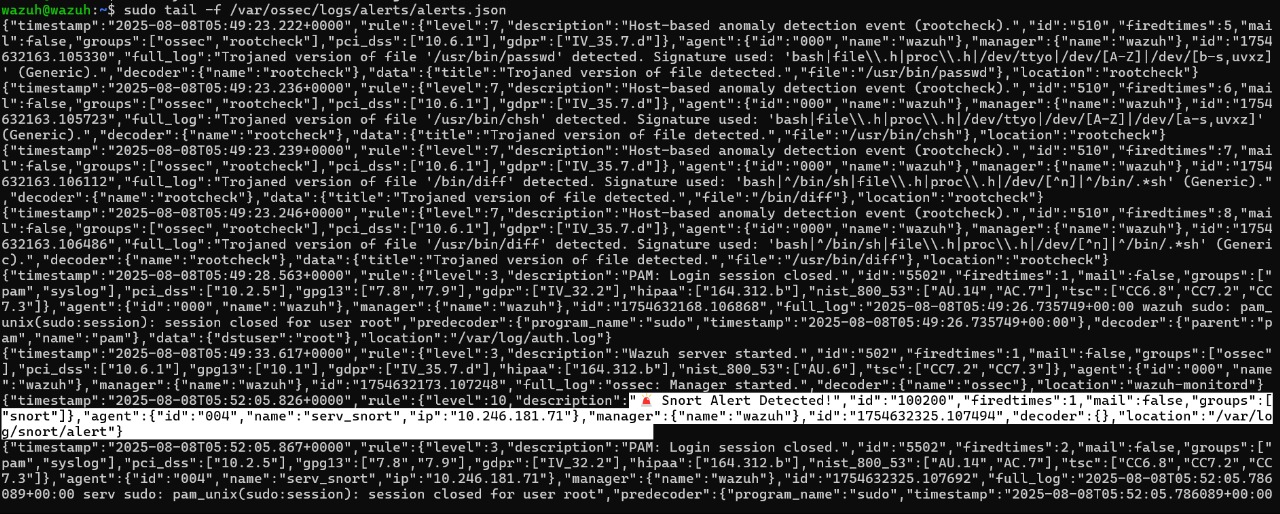 wazuh@wazuh:~$ sudo tail -f /var/ossec/logs/alerts/alerts.json
{"timestamp":"2025-08-08T05:49:23.222+0000","rule":{"level":7,"description":"Host-based anomaly detection event (rootcheck).","id":"510","firedtimes":5,"mai
l":false,"groups":["ossec","rootcheck"],"pci_dss":["10.6.1"],"gdpr":["IV_35.7.d"]},"agent":{"id":"000","name":"wazuh"},"manager":{"name":"wazuh"},"id":"1754
632163.105330","full_log":"Trojaned version of file '/usr/bin/passwd' detected. Signature used: 'bash|file\\.h|proc\\.h|/dev/ttyo|/dev/[A-Z]|/dev/[b-s,uvxz]
' (Generic).","decoder":{"name":"rootcheck"},"data":{"title":"Trojaned version of file detected.","file":"/usr/bin/passwd"},"location":"rootcheck"}
{"timestamp":"2025-08-08T05:49:23.236+0000","rule":{"level":7,"description":"Host-based anomaly detection event (rootcheck).","id":"510","firedtimes":6,"mai
l":false,"groups":["ossec","rootcheck"],"pci_dss":["10.6.1"],"gdpr":["IV_35.7.d"]},"agent":{"id":"000","name":"wazuh"},"manager":{"name":"wazuh"},"id":"1754
632163.105723","full_log":"Trojaned version of file '/usr/bin/chsh' detected. Signature used: 'bash|file\\.h|proc\\.h|/dev/ttyo|/dev/[A-Z]|/dev/[a-s,uvxz]'
(Generic).","decoder":{"name":"rootcheck"},"data":{"title":"Trojaned version of file detected.","file":"/usr/bin/chsh"},"location":"rootcheck"}
{"timestamp":"2025-08-08T05:49:23.239+0000","rule":{"level":7,"description":"Host-based anomaly detection event (rootcheck).","id":"510","firedtimes":7,"mai
l":false,"groups":["ossec","rootcheck"],"pci_dss":["10.6.1"],"gdpr":["IV_35.7.d"]},"agent":{"id":"000","name":"wazuh"},"manager":{"name":"wazuh"},"id":"1754
632163.106112","full_log":"Trojaned version of file '/bin/diff' detected. Signature used: 'bash|^/bin/sh|file\\.h|proc\\.h|/dev/[^n]|^/bin/.*sh' (Generic)."
,"decoder":{"name":"rootcheck"},"data":{"title":"Trojaned version of file detected.","file":"/bin/diff"},"location":"rootcheck"}
{"timestamp":"2025-08-08T05:49:23.246+0000","rule":{"level":7,"description":"Host-based anomaly detection event (rootcheck).","id":"510","firedtimes":8,"mai
l":false,"groups":["ossec","rootcheck"],"pci_dss":["10.6.1"],"gdpr":["IV_35.7.d"]},"agent":{"id":"000","name":"wazuh"},"manager":{"name":"wazuh"},"id":"1754
632163.106486","full_log":"Trojaned version of file '/usr/bin/diff' detected. Signature used: 'bash|^/bin/sh|file\\.h|proc\\.h|/dev/[^n]|^/bin/.*sh' (Generi
c).","decoder":{"name":"rootcheck"},"data":{"title":"Trojaned version of file detected.","file":"/usr/bin/diff"},"location":"rootcheck"}
{"timestamp":"2025-08-08T05:49:28.563+0000","rule":{"level":3,"description":"PAM: Login session closed.","id":"5502","firedtimes":1,"mail":false,"groups":["
pam","syslog"],"pci_dss":["10.2.5"],"gpg13":["7.8","7.9"],"gdpr":["IV_32.2"],"hipaa":["164.312.b"],"nist_800_53":["AU.14","AC.7"],"tsc":["CC6.8","CC7.2","CC
7.3"]},"agent":{"id":"000","name":"wazuh"},"manager":{"name":"wazuh"},"id":"1754632168.106868","full_log":"2025-08-08T05:49:26.735749+00:00 wazuh sudo: pam_
unix(sudo:session): session closed for user root","predecoder":{"program_name":"sudo","timestamp":"2025-08-08T05:49:26.735749+00:00"},"decoder":{"parent":"p
am","name":"pam"},"data":{"dstuser":"root"},"location":"/var/log/auth.log"}
{"timestamp":"2025-08-08T05:49:33.617+0000","rule":{"level":3,"description":"Wazuh server started.","id":"502","firedtimes":1,"mail":false,"groups":["ossec"
],"pci_dss":["10.6.1"],"gpg13":["10.1"],"gdpr":["IV_35.7.d"],"hipaa":["164.312.b"],"nist_800_53":["AU.6"],"tsc":["CC7.2","CC7.3"]},"agent":{"id":"000","name
":"wazuh"},"manager":{"name":"wazuh"},"id":"1754632173.107248","full_log":"ossec: Manager started.","decoder":{"name":"ossec"},"location":"wazuh-monitord"}
{"timestamp":"2025-08-08T05:52:05.826+0000","rule":{"level":10,"description":"🚨 Snort Alert Detected!","id":"100200","firedtimes":1,"mail":false,"groups":[
"snort"]},"agent":{"id":"004","name":"serv_snort","ip":"10.246.181.71"},"manager":{"name":"wazuh"},"id":"1754632325.107494","decoder":{},"location":"/var/lo
g/snort/alert"}
{"timestamp":"2025-08-08T05:52:05.867+0000","rule":{"level":3,"description":"PAM: Login session closed.","id":"5502","firedtimes":2,"mail":false,"groups":["
pam","syslog"],"pci_dss":["10.2.5"],"gpg13":["7.8","7.9"],"gdpr":["IV_32.2"],"hipaa":["164.312.b"],"nist_800_53":["AU.14","AC.7"],"tsc":["CC6.8","CC7.2","CC
7.3"]},"agent":{"id":"004","name":"serv_snort","ip":"10.246.181.71"},"manager":{"name":"wazuh"},"id":"1754632325.107692","full_log":"2025-08-08T05:52:05.786
089+00:00 serv sudo: pam_unix(sudo:session): session closed for user root","predecoder":{"program_name":"sudo","timestamp":"2025-08-08T05:52:05.786089+00:00